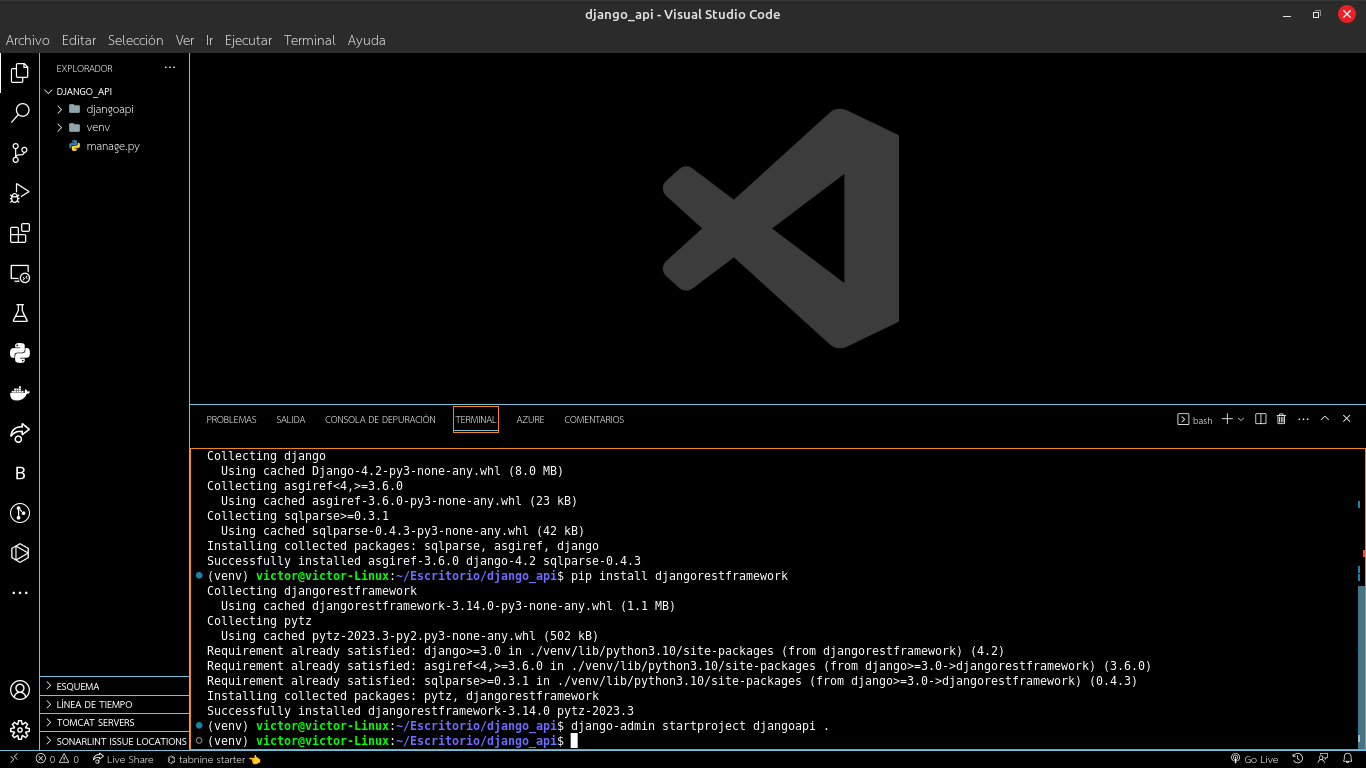 django_api - Visual Studio Code
Archivo Editar Selección Ver Ir Ejecutar Terminal Ayuda
EXPLORADOR
DJANGO_API
djangoapi
venv
manage.py
B
ESQUEMA
LÍNEA DE TIEMPO
TOMCAT SERVERS
SONARLINT ISSUE LOCATIONS
PROBLEMAS SALIDA CONSOLA DE DEPURACIÓN TERMINAL AZURE COMENTARIOS
bash
Collecting django
Using cached Django-4.2-py3-none-any.whl (8.0 MB)
Collecting asgiref<4,>=3.6.0
Using cached asgiref-3.6.0-py3-none-any.whl (23 kB)
Collecting sqlparse>=0.3.1
Using cached sqlparse-0.4.3-py3-none-any.whl (42 kB)
Installing collected packages: sqlparse, asgiref, django
Successfully installed asgiref-3.6.0 django-4.2 sqlparse-0.4.3
(venv) victor@victor-Linux:~/Escritorio/django_api$ pip install djangorestframework
Collecting djangorestframework
Using cached djangorestframework-3.14.0-py3-none-any.whl (1.1 MB)
Collecting pytz
Using cached pytz-2023.3-py2.py3-none-any.whl (502 kB)
Requirement already satisfied: django>=3.0 in ./venv/lib/python3.10/site-packages (from djangorestframework) (4.2)
Requirement already satisfied: asgiref<4,>=3.6.0 in ./venv/lib/python3.10/site-packages (from django>=3.0->djangorestframework) (3.6.0)
Requirement already satisfied: sqlparse>=0.3.1 in ./venv/lib/python3.10/site-packages (from django>=3.0->djangorestframework) (0.4.3)
Installing collected packages: pytz, djangorestframework
Successfully installed djangorestframework-3.14.0 pytz-2023.3
(venv) victor@victor-Linux:~/Escritorio/django_api$ django-admin startproject djangoapi .
(venv) victor@victor-Linux:~/Escritorio/django_api$
0 0 Live Share tabnine starter 👈 Go Live